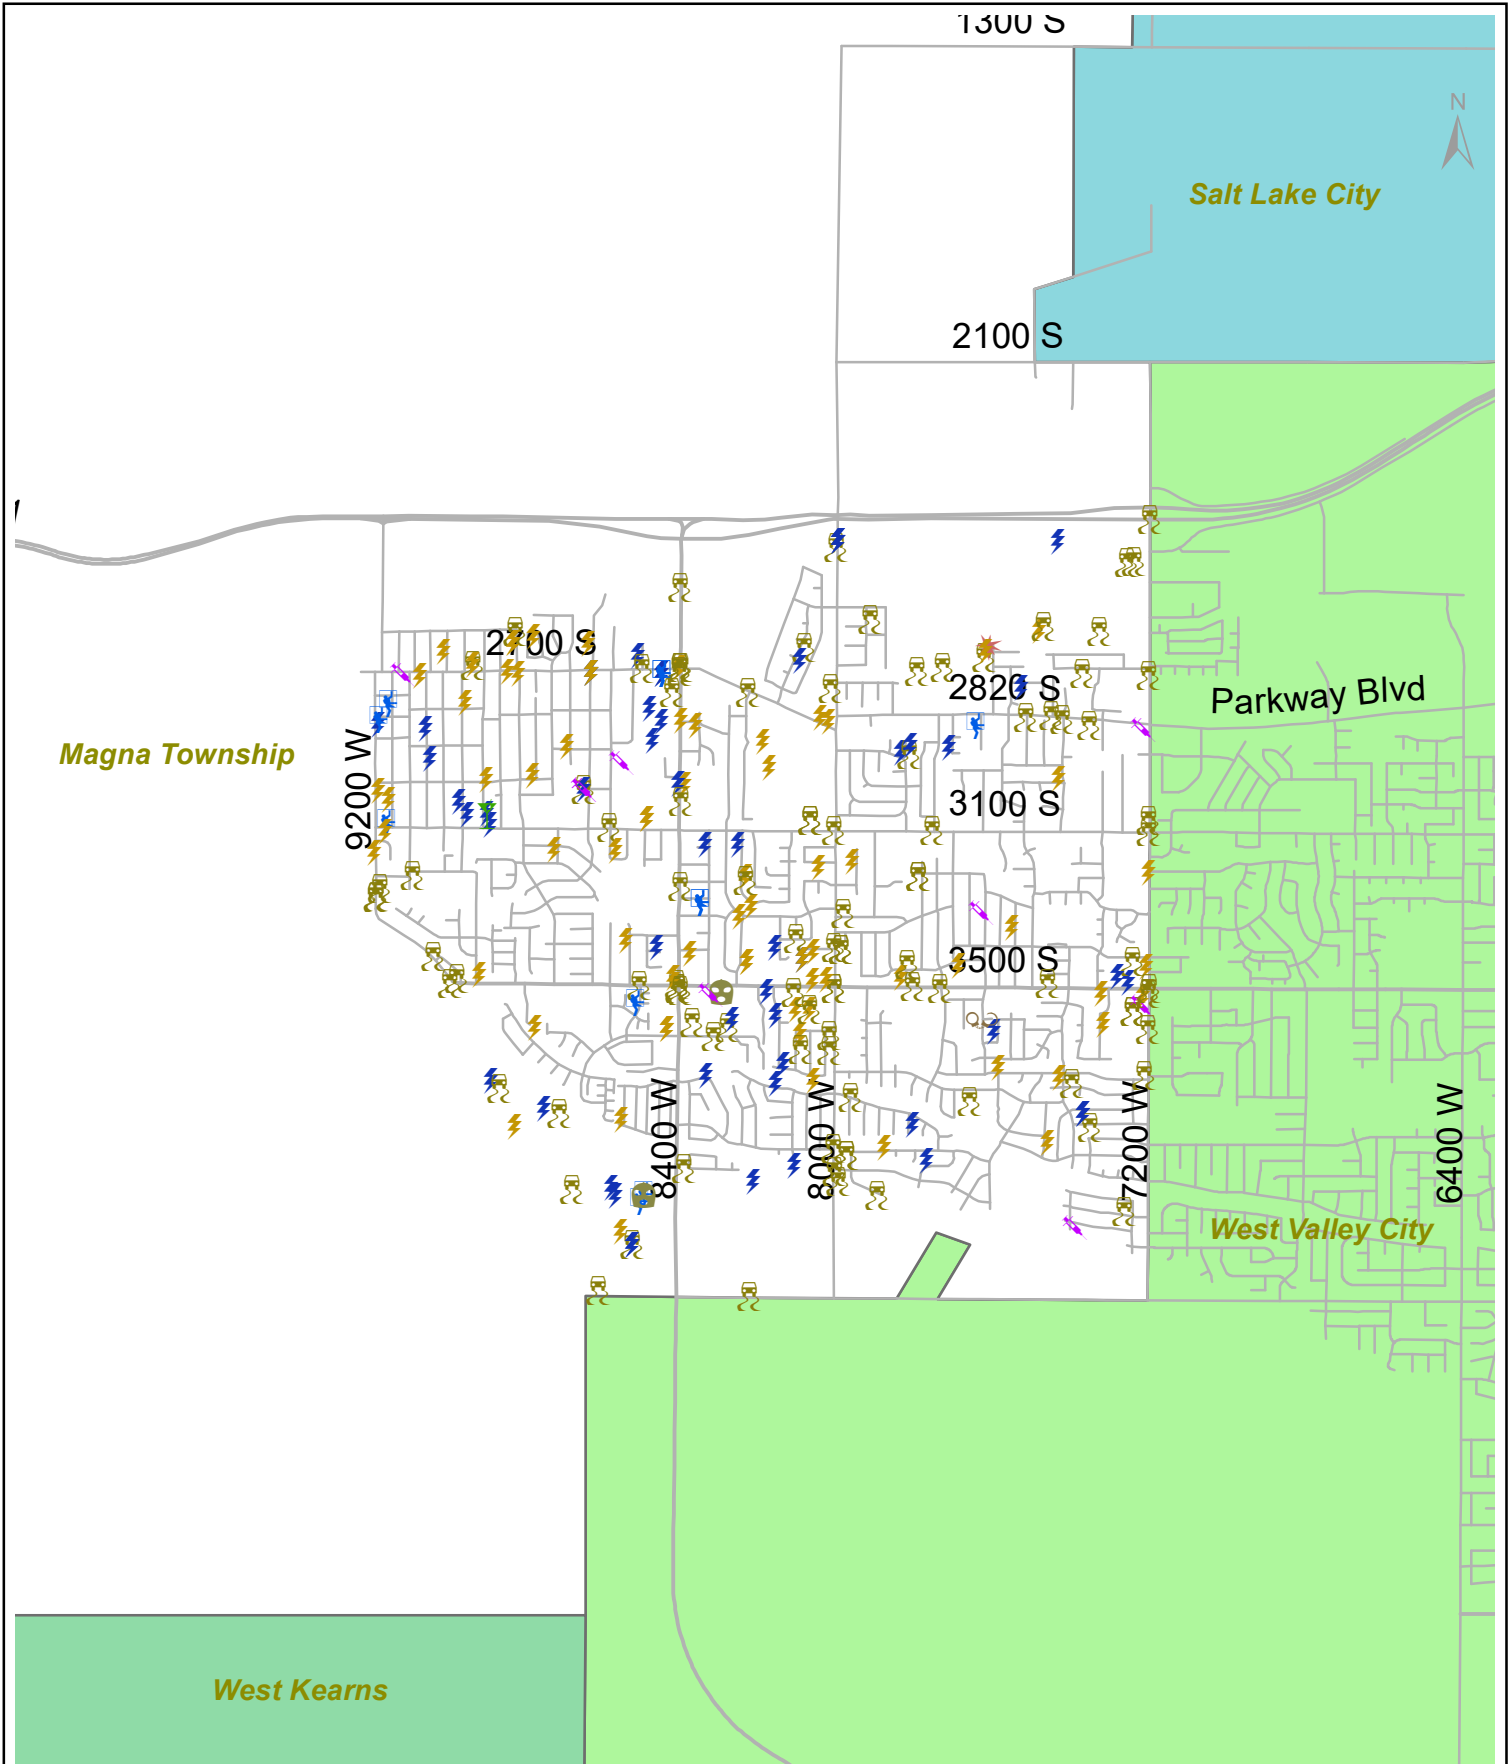 1300 S
N
Salt Lake City
2100 S
2700 S
2820 S
Parkway Blvd
Magna Township
9200 W
3100 S
3500 S
8400 W
8000 W
7200 W
6400 W
West Valley City
West Kearns